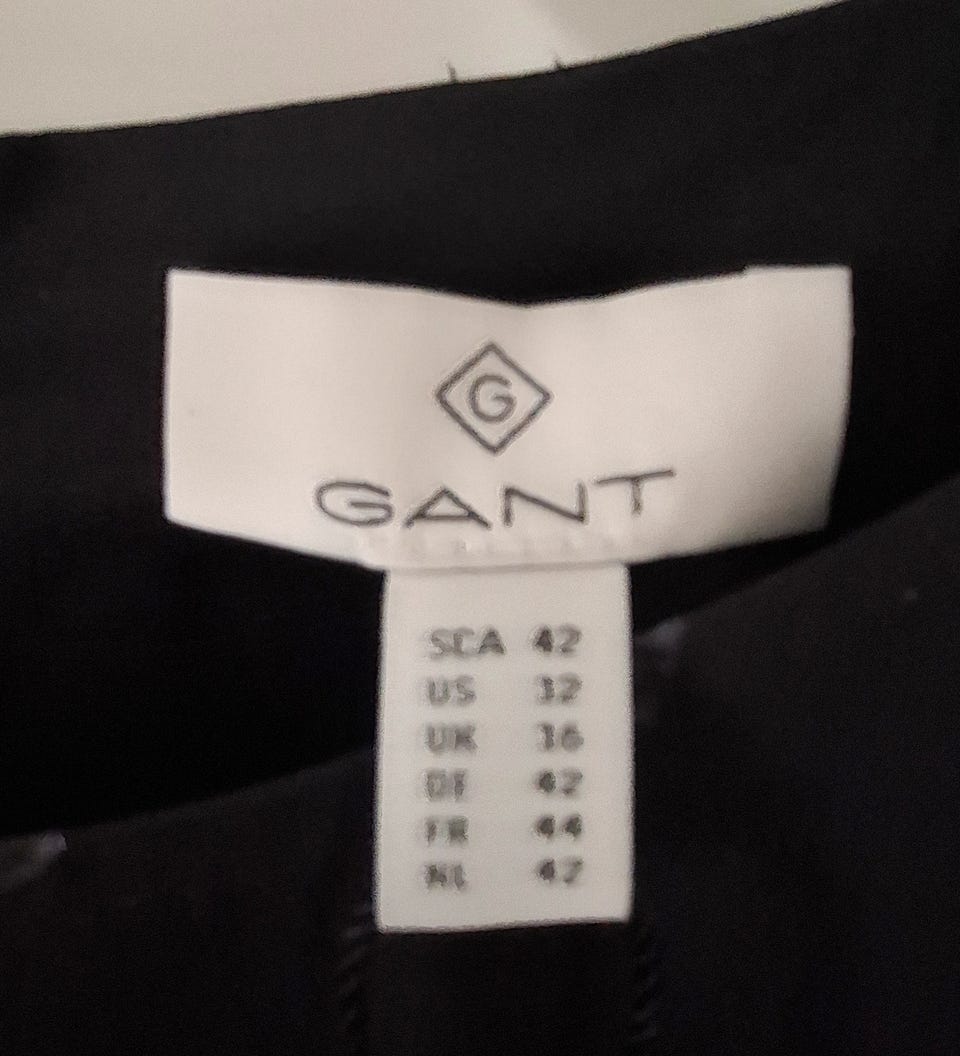 G
GANT
SCA 42
US 12
UK 16
DE 42
FR 44
NL 42